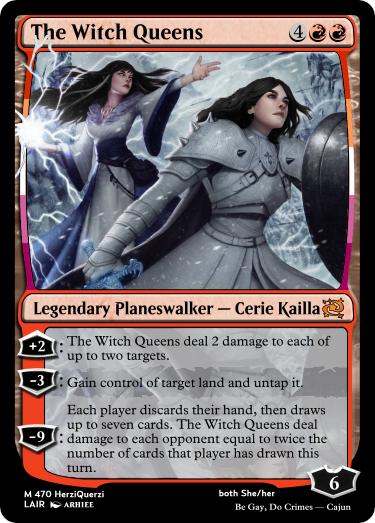 The Witch Queens 4
Legendary Planeswalker — Cerie Kailla
+2: The Witch Queens deal 2 damage to each of
up to two targets.
-3: Gain control of target land and untap it.
Each player discards their hand, then draws
up to seven cards. The Witch Queens deal
-9: damage to each opponent equal to twice the
number of cards that player has drawn this
turn.
6
M 470 HerziQuerzi both She/her
LAIR ARHIEE Be Gay, Do Crimes — Cajun